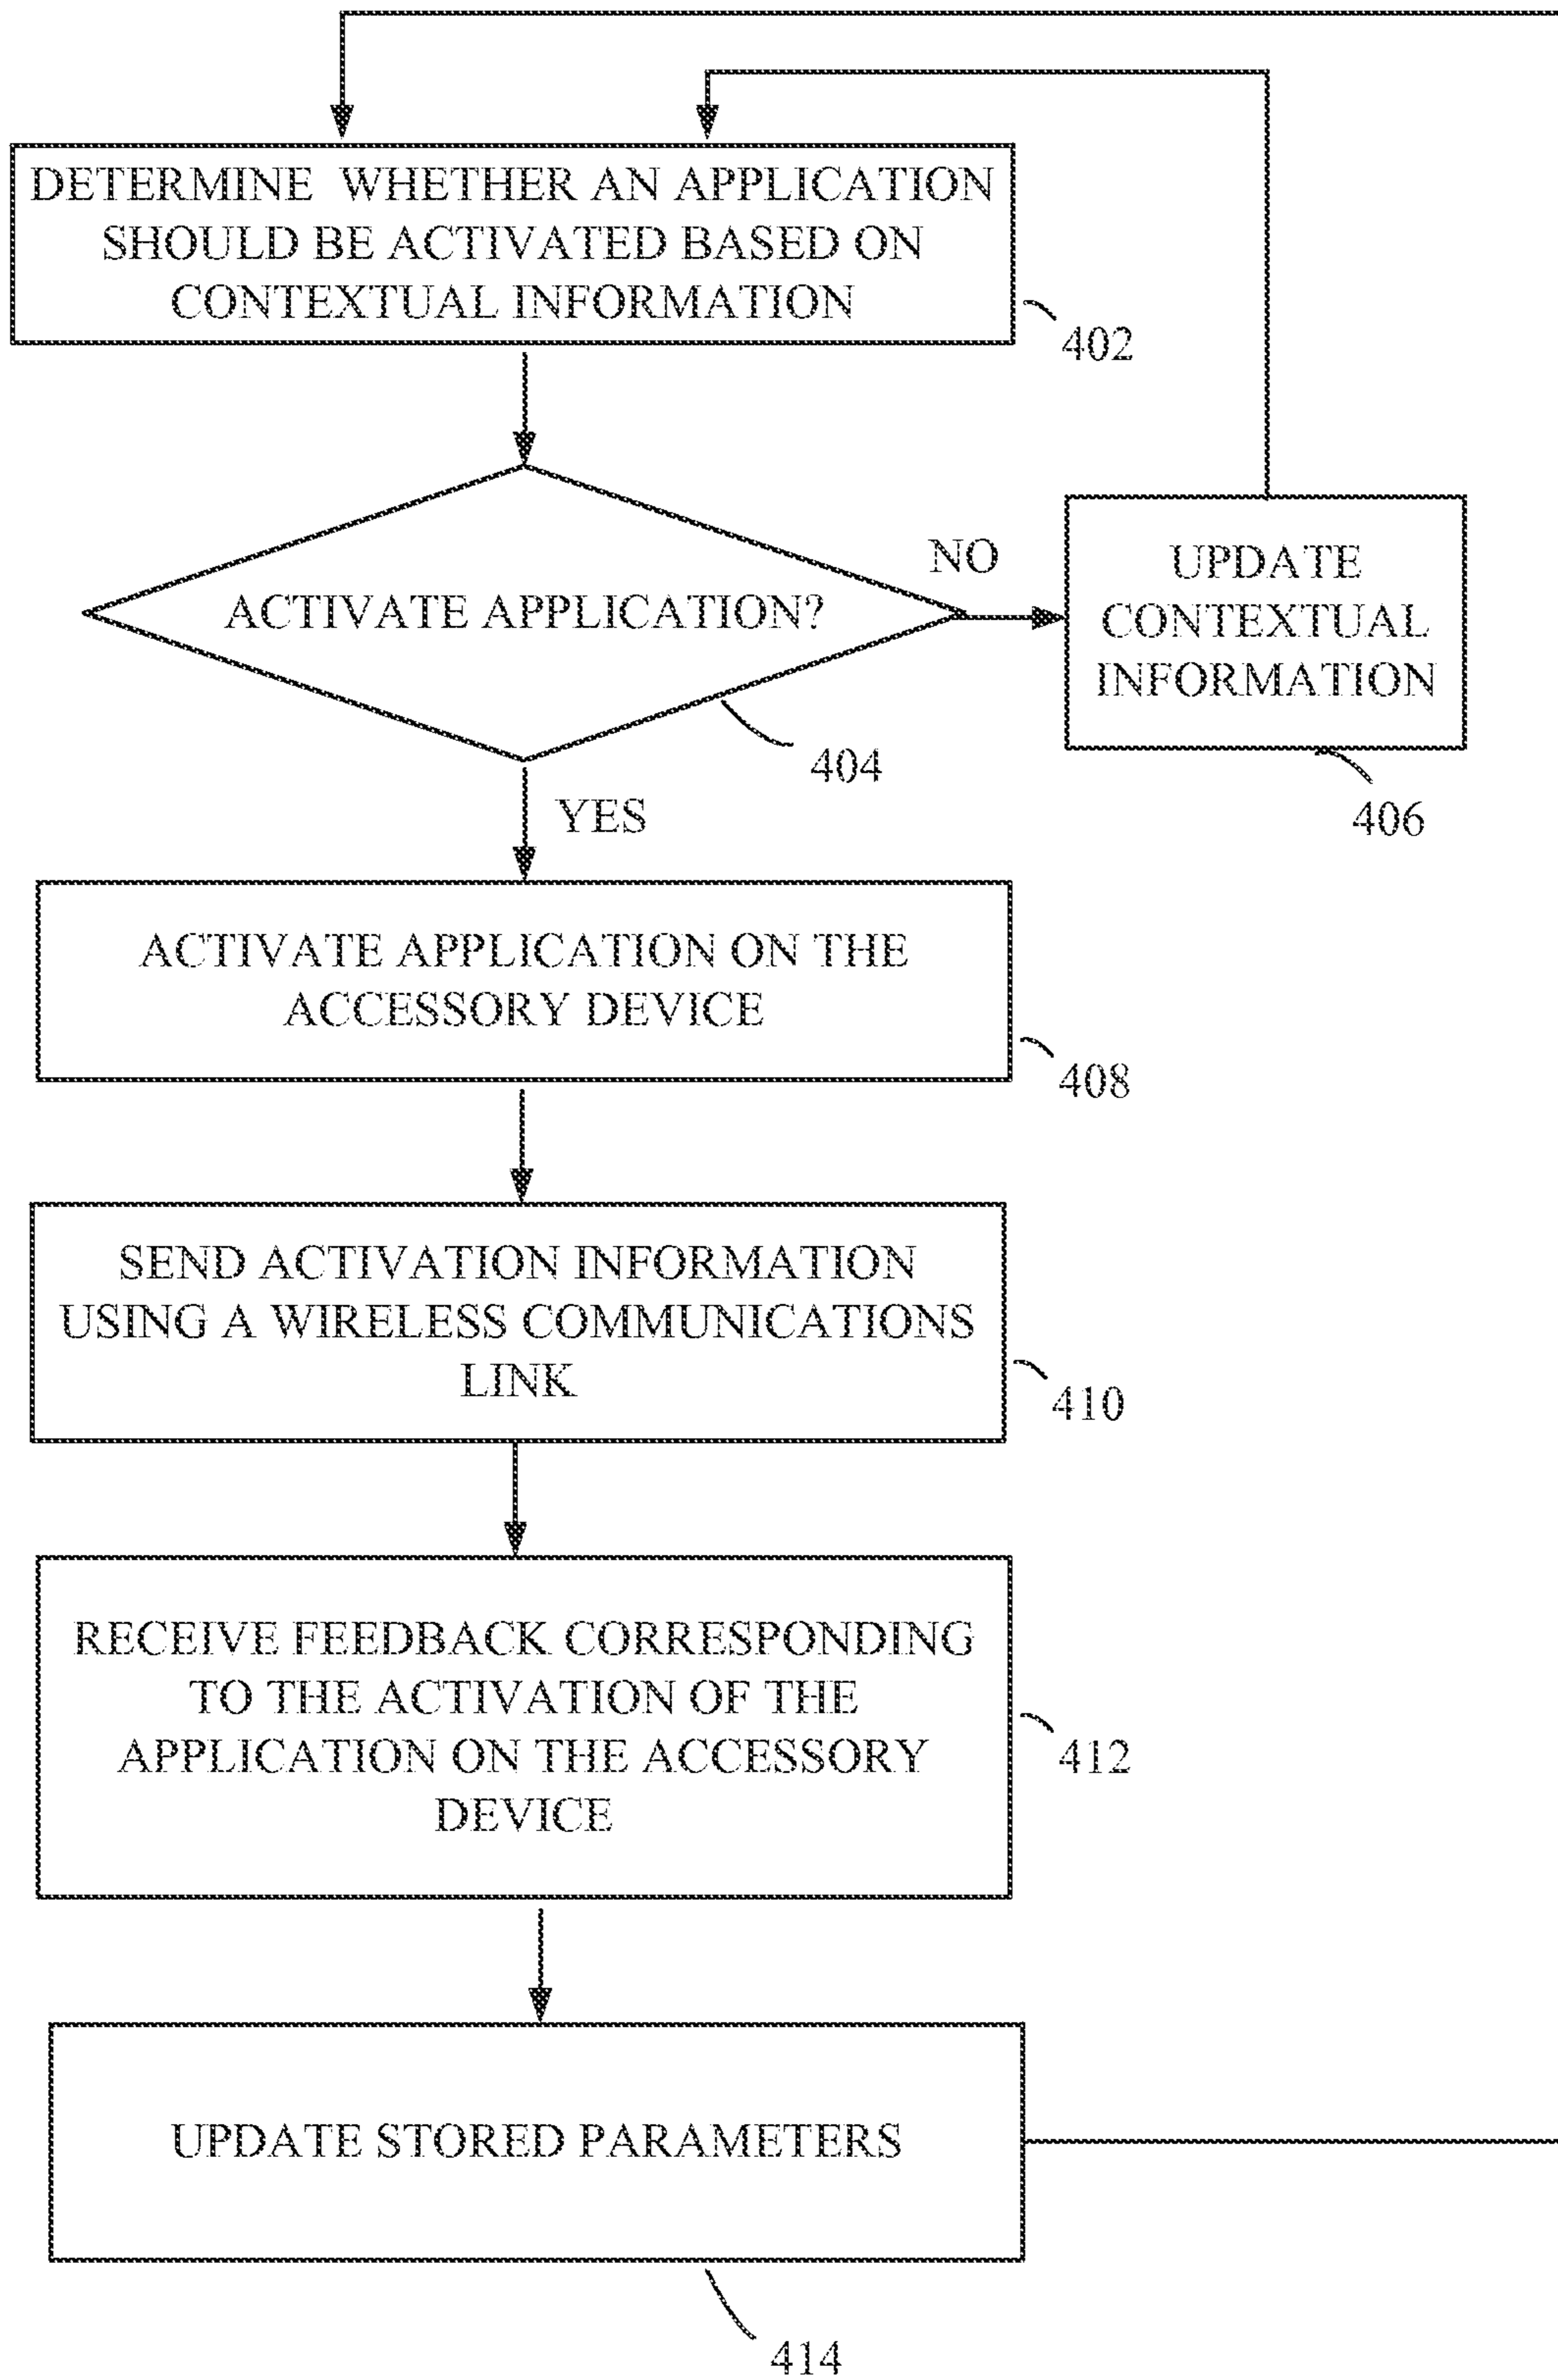 DETERMINE WHETHER AN APPLICATION
SHOULD BE ACTIVATED BASED ON
CONTEXTUAL INFORMATION
402
NO
ACTIVATE APPLICATION?
UPDATE
CONTEXTUAL
INFORMATION
404
406
YES
ACTIVATE APPLICATION ON THE
ACCESSORY DEVICE
408
SEND ACTIVATION INFORMATION
USING A WIRELESS COMMUNICATIONS
LINK
410
RECEIVE FEEDBACK CORRESPONDING
TO THE ACTIVATION OF THE
APPLICATION ON THE ACCESSORY
DEVICE
412
UPDATE STORED PARAMETERS
414